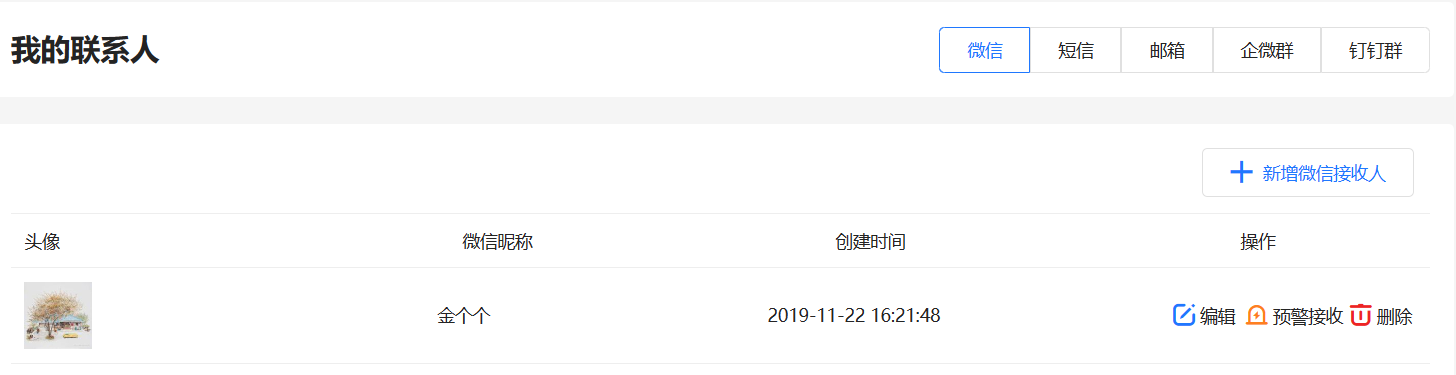 我的联系人 微信 短信 邮箱 企微群 钉钉群
新增微信接收人
头像 微信昵称 创建时间 操作
金个个 2019-11-22 16:21:48 编辑 预警接收 删除